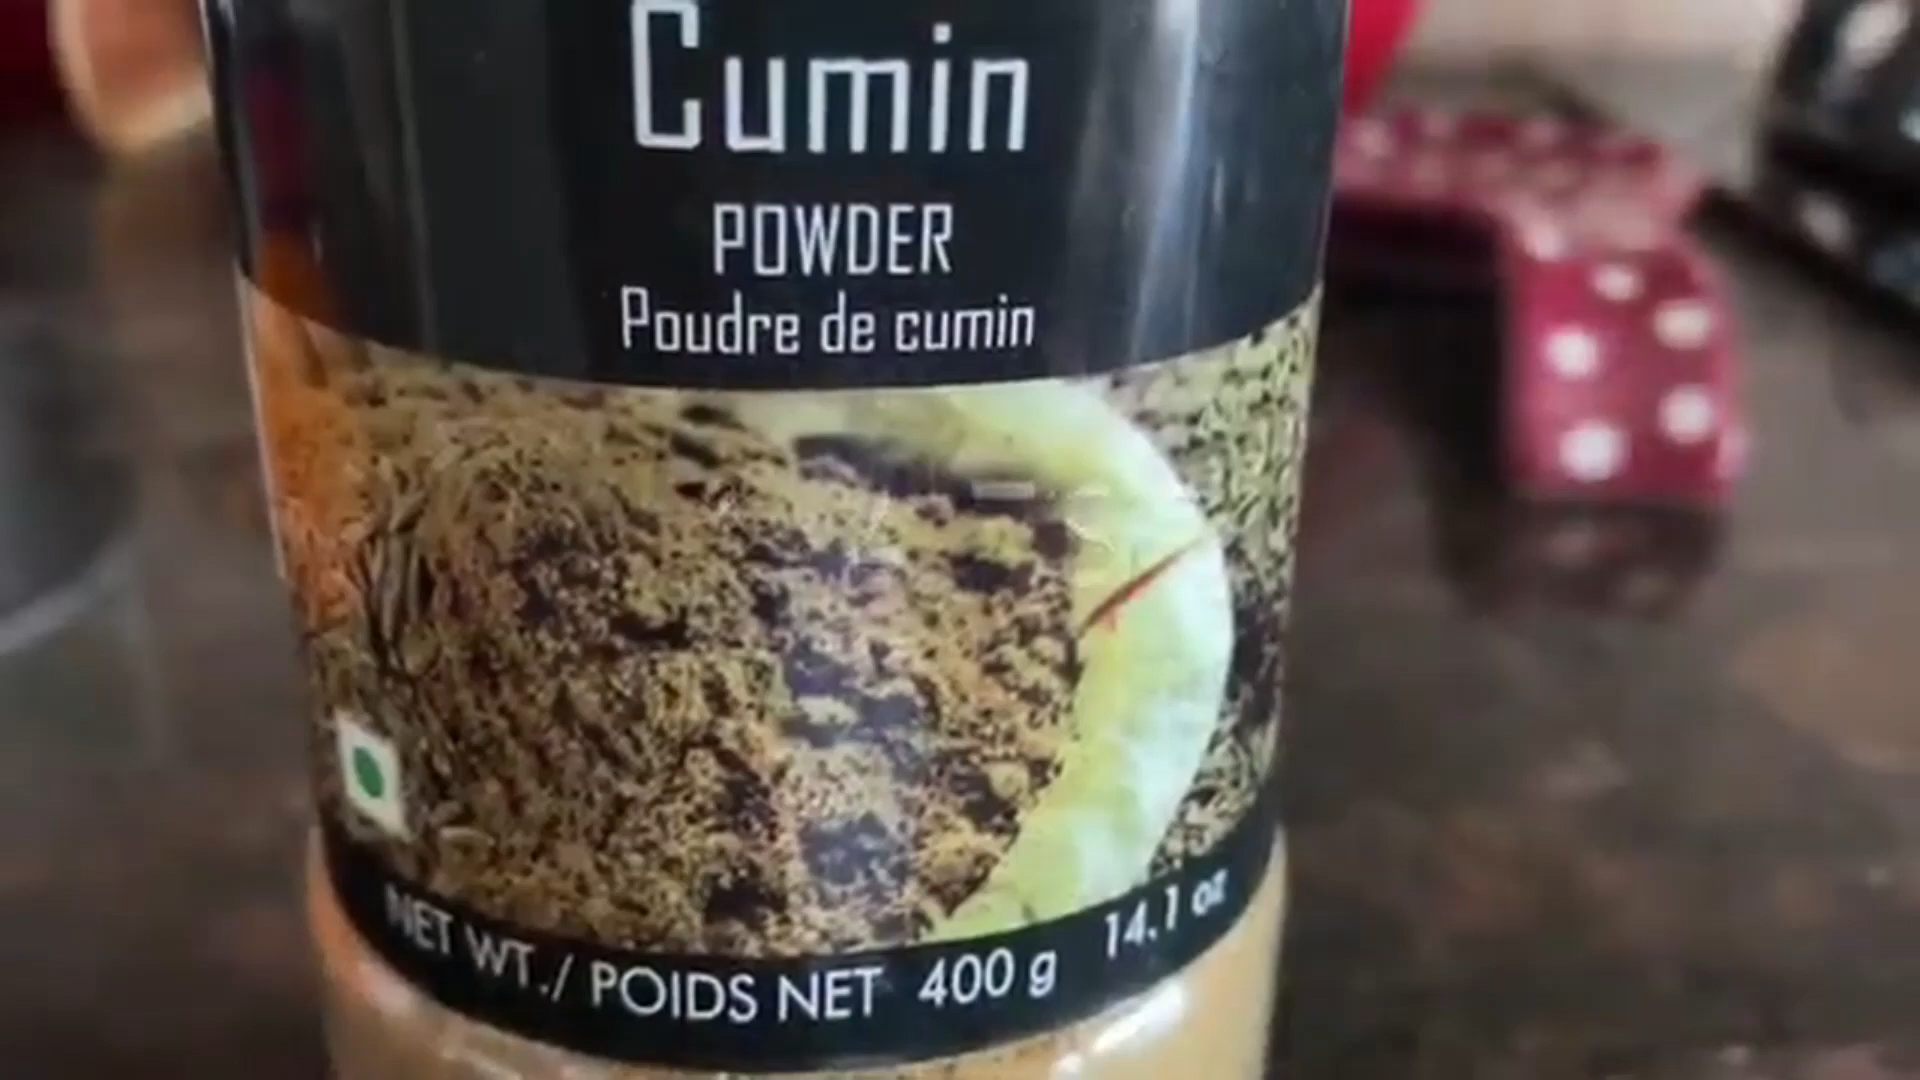 Cumin
POWDER
Poudre de cumin
NET WT./ POIDS NET 400 g 14.1 oz